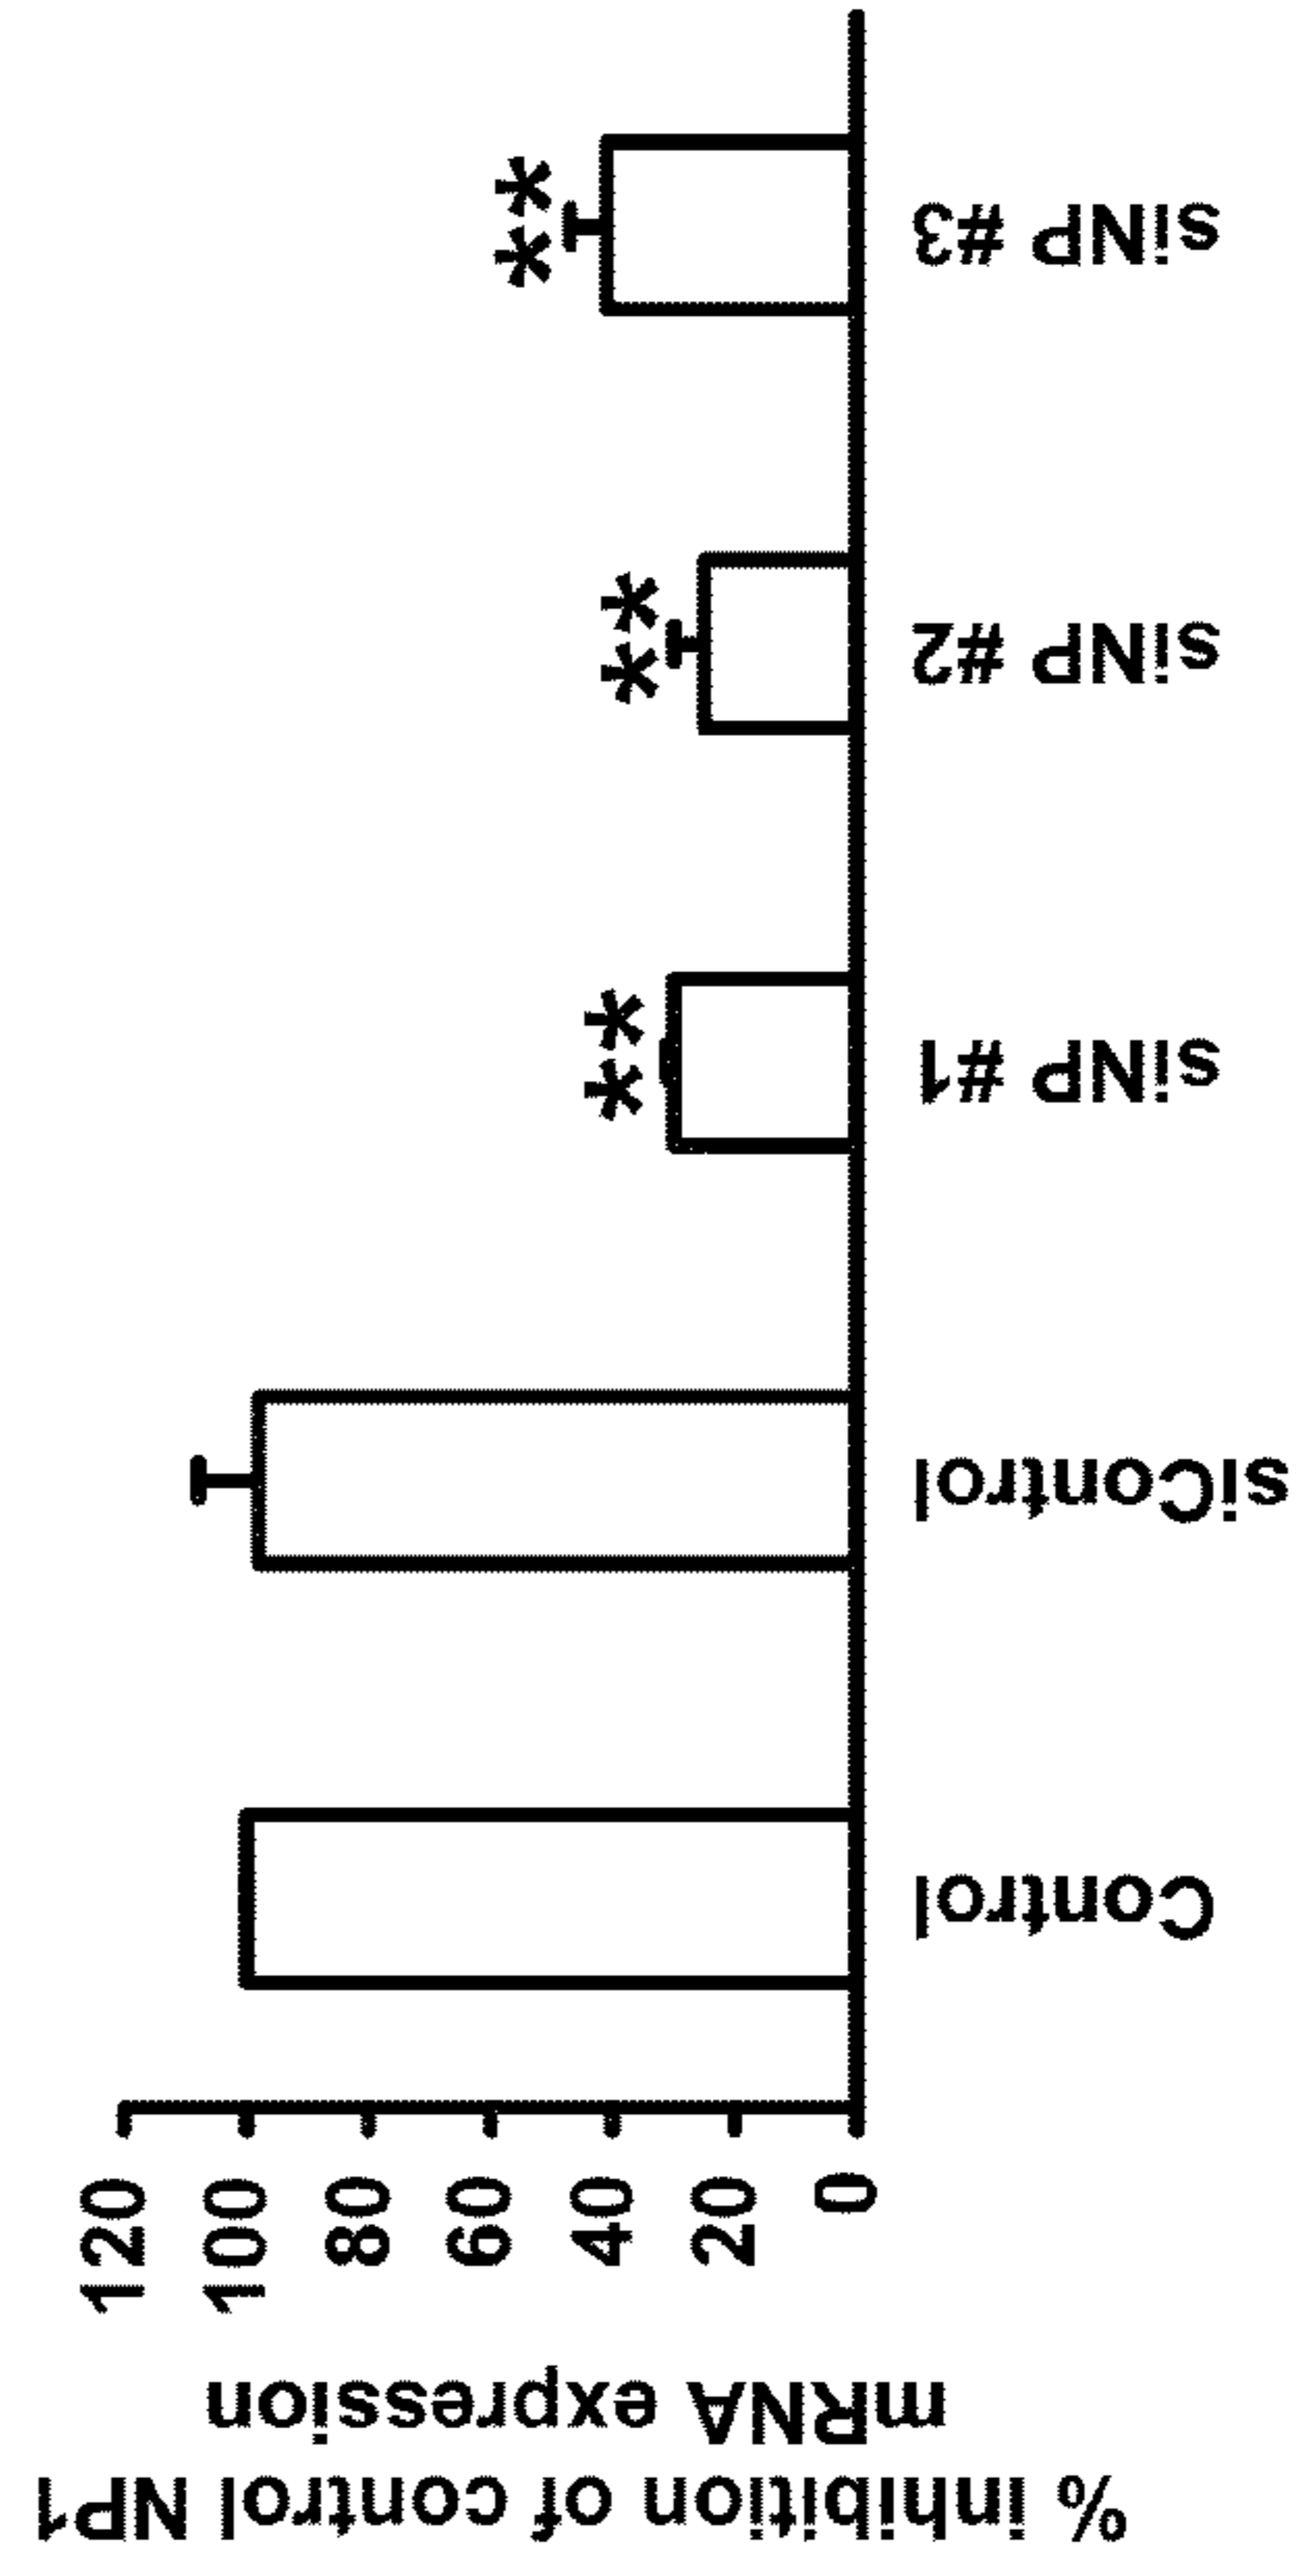 % inhibition of control NP1
mRNA expression
120
100
80
60
40
20
0
**
**
**
Control
siControl
siNP #1
siNP #2
siNP #3